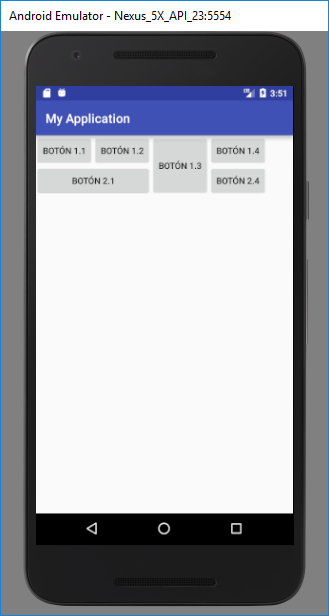 Android Emulator - Nexus_5X_API_23:5554
3:51
My Application
BOTÓN 1.1 BOTÓN 1.2 BOTÓN 1.3 BOTÓN 1.4
BOTÓN 2.1 BOTÓN 2.4